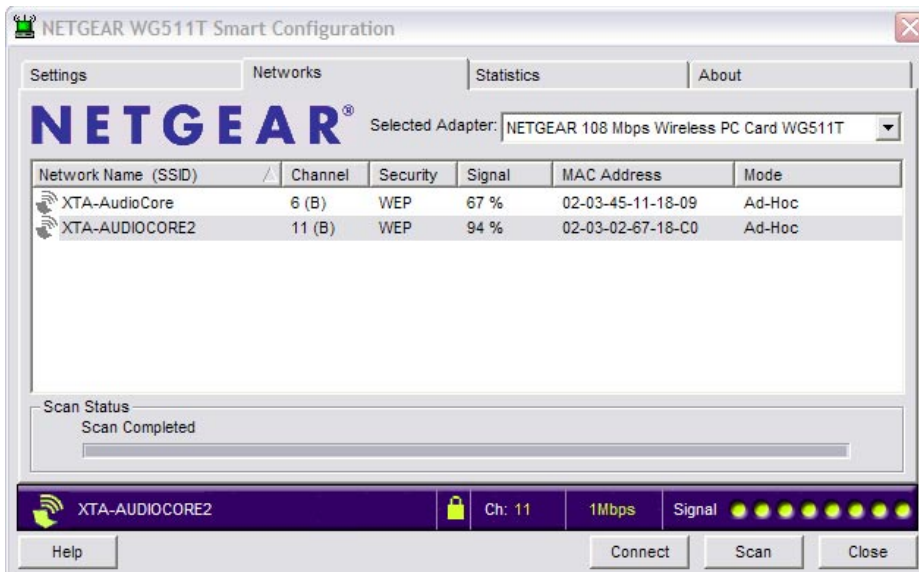 NETGEAR WG511T Smart Configuration
Settings Networks Statistics About
NETGEAR® Selected Adapter: NETGEAR 108 Mbps Wireless PC Card WG511T
Network Name (SSID) Channel Security Signal MAC Address Mode
XTA-AudioCore 6 (B) WEP 67 % 02-03-45-11-18-09 Ad-Hoc
XTA-AUDIOCORE2 11 (B) WEP 94 % 02-03-02-67-18-C0 Ad-Hoc
Scan Status
Scan Completed
XTA-AUDIOCORE2 Ch: 11 1Mbps Signal
Help Connect Scan Close